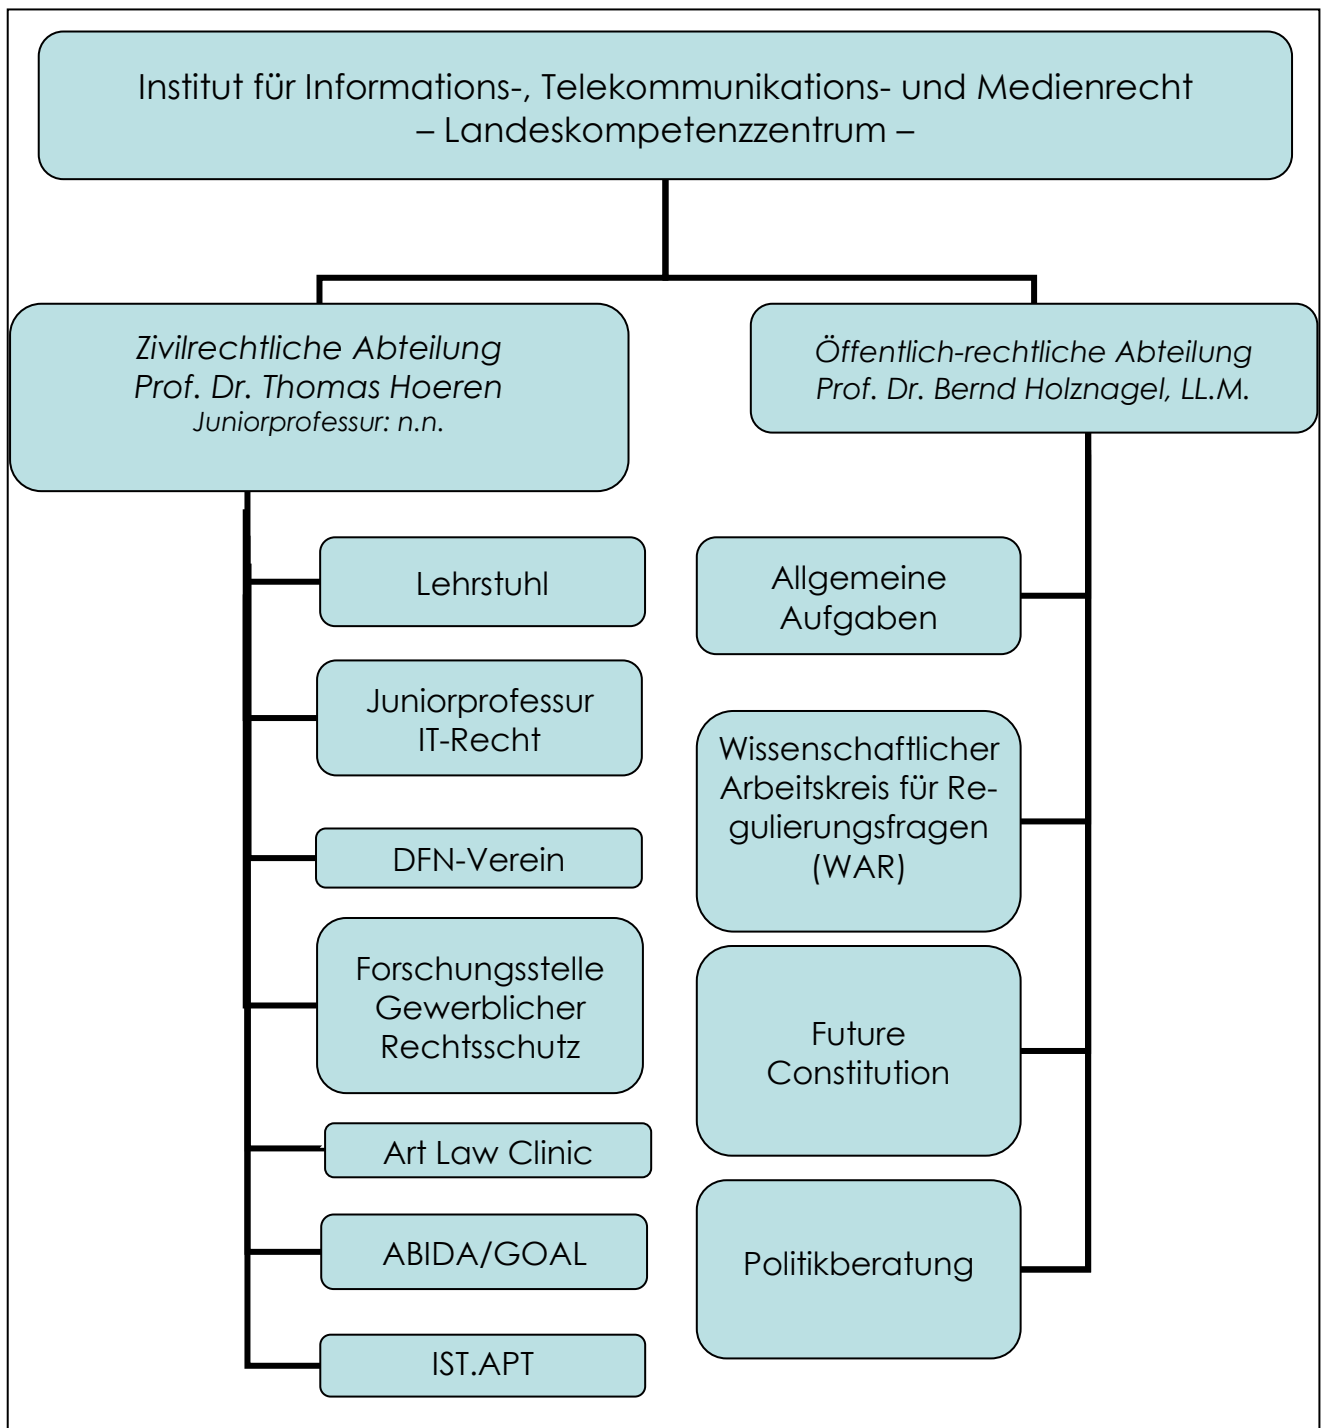 Institut für Informations-, Telekommunikations- und Medienrecht
– Landeskompetenzzentrum –
Zivilrechtliche Abteilung
Prof. Dr. Thomas Hoeren
Juniorprofessur: n.n.
Öffentlich-rechtliche Abteilung
Prof. Dr. Bernd Holznagel, LL.M.
Lehrstuhl
Juniorprofessur
IT-Recht
DFN-Verein
Forschungsstelle
Gewerblicher
Rechtsschutz
Art Law Clinic
ABIDA/GOAL
IST.APT
Allgemeine
Aufgaben
Wissenschaftlicher
Arbeitskreis für Re-
gulierungsfragen
(WAR)
Future
Constitution
Politikberatung